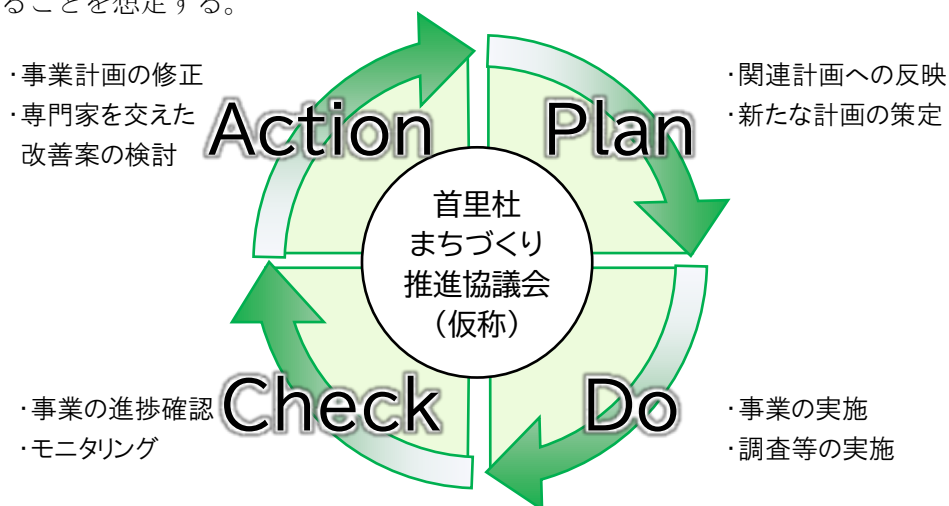 ることを想定する。
・事業計画の修正
・専門家を交えた
改善案の検討
Action
Plan
・関連計画への反映
・新たな計画の策定
首里杜
まちづくり
推進協議会
（仮称）
・事業の進捗確認
・モニタリング
Check
Do
・事業の実施
・調査等の実施